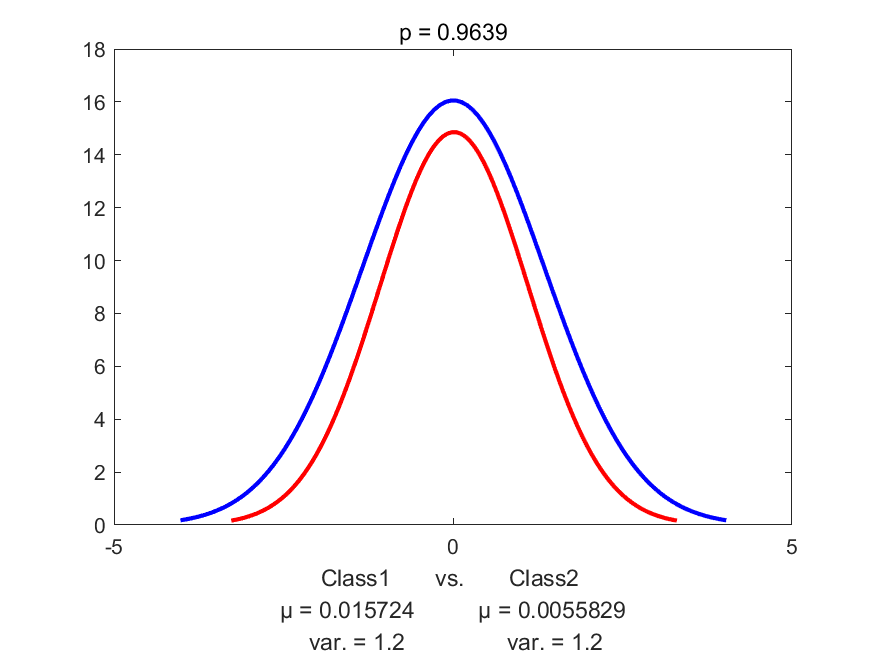 p = 0.9639
18
16
14
12
10
8
6
4
2
0
-5 0 5
Class1 vs. Class2
μ = 0.015724 μ = 0.0055829
var. = 1.2 var. = 1.2